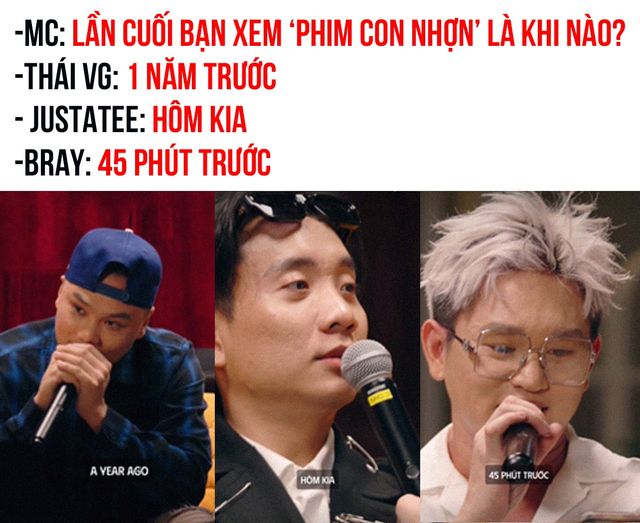 -MC: LẦN CUỐI BẠN XEM ‘PHIM CON NHỢN’ LÀ KHI NÀO?
-THÁI VG: 1 NĂM TRƯỚC
- JUSTATEE: HÔM KIA
-BRAY: 45 PHÚT TRƯỚC
A YEAR AGO
HÔM KIA
45 PHÚT TRƯỚC